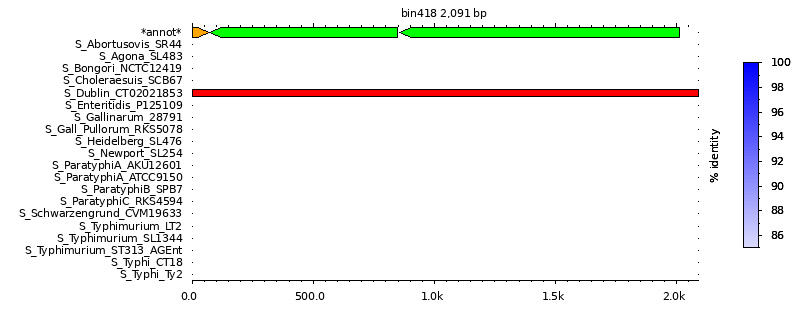 bin418 2,091 bp
*annot*
S_Abortusovis_SR44
S_Agona_SL483
S_Bongori_NCTC12419
S_Choleraesuis_SCB67
S_Dublin_CT02021853
S_Enteritidis_P125109
S_Gallinarum_28791
S_Gall_Pullorum_RKS5078
S_Heidelberg_SL476
S_Newport_SL254
S_ParatyphiA_AKU12601
S_ParatyphiA_ATCC9150
S_ParatyphiB_SPB7
S_ParatyphiC_RKS4594
S_Schwarzengrund_CVM19633
S_Typhimurium_LT2
S_Typhimurium_SL1344
S_Typhimurium_ST313_AGEnt
S_Typhi_CT18
S_Typhi_Ty2
0.0 500.0 1.0k 1.5k 2.0k
% identity
100
98
96
94
92
90
88
86